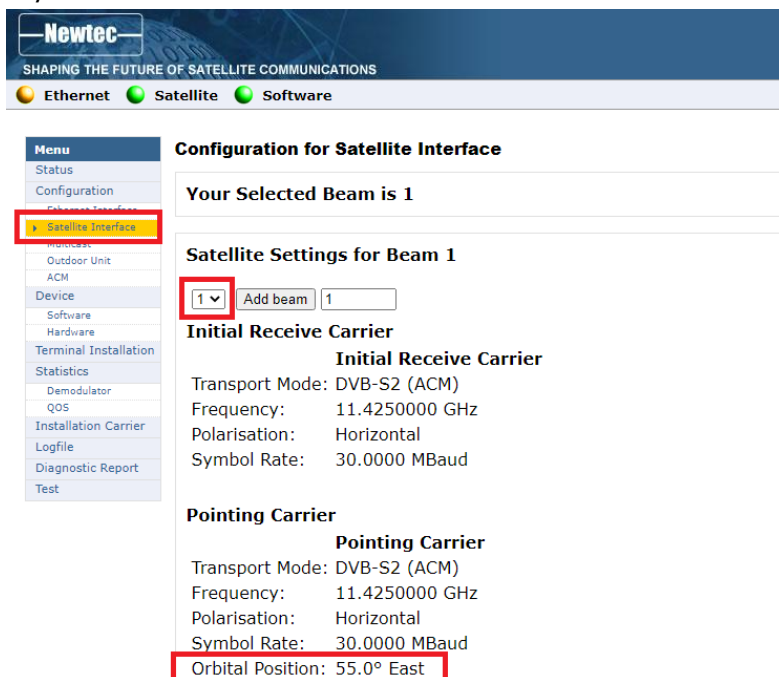 Newtec
SHAPING THE FUTURE OF SATELLITE COMMUNICATIONS
Ethernet Satellite Software
Menu
Status
Configuration
Ethernet Interface
Satellite Interface
Multicast
Outdoor Unit
ACM
Device
Software
Hardware
Terminal Installation
Statistics
Demodulator
QOS
Installation Carrier
Logfile
Diagnostic Report
Test
Configuration for Satellite Interface
Your Selected Beam is 1
Satellite Settings for Beam 1
1 Add beam 1
Initial Receive Carrier
Initial Receive Carrier
Transport Mode: DVB-S2 (ACM)
Frequency: 11.4250000 GHz
Polarisation: Horizontal
Symbol Rate: 30.0000 MBaud
Pointing Carrier
Pointing Carrier
Transport Mode: DVB-S2 (ACM)
Frequency: 11.4250000 GHz
Polarisation: Horizontal
Symbol Rate: 30.0000 MBaud
Orbital Position: 55.0° East